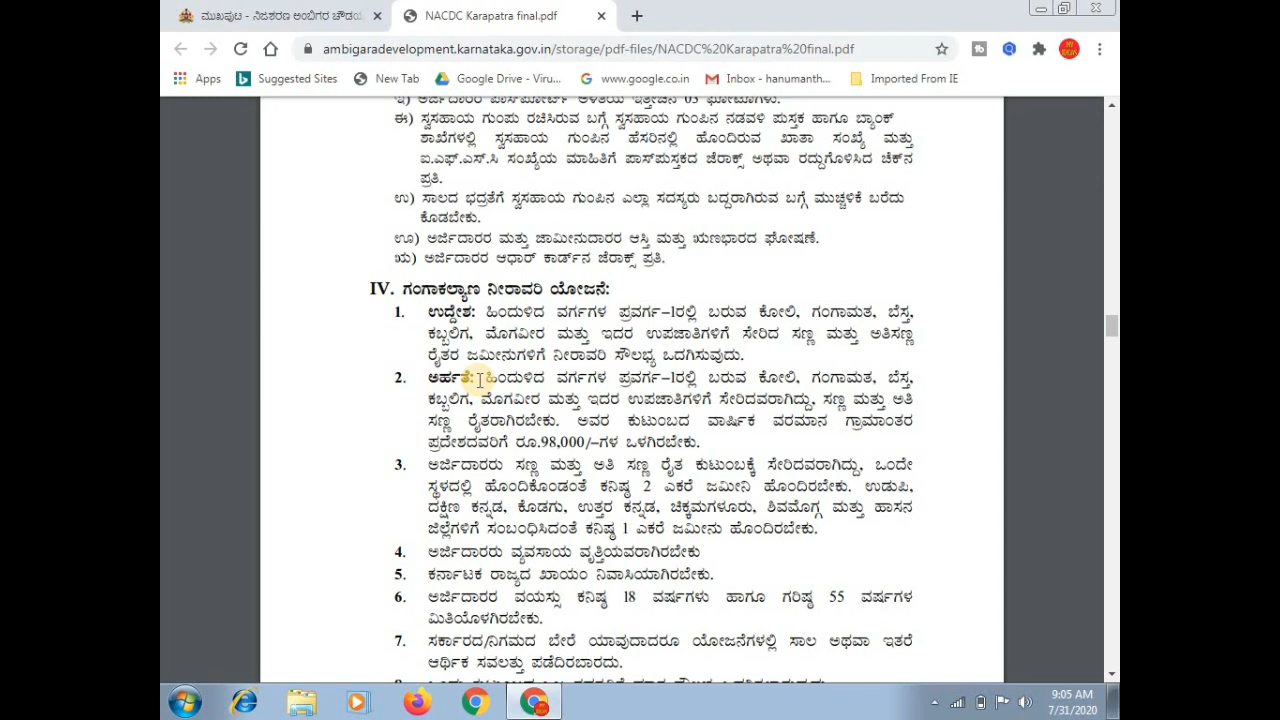 ಮುಖಪುಟ - ನಿಜಶರಣ ಅಂಬಿಗರ ಚೌಡಯ
NACDC Karapatra final.pdf
ambigaradevelopment.karnataka.gov.in/storage/pdf-files/NACDC%20Karapatra%20final.pdf
Apps Suggested Sites New Tab Google Drive - Viru... www.google.co.in Inbox - hanumanth... Imported From IE
ಇ) ಅರ್ಜಿದಾರರ ಪಾಸ್‌ಪೋರ್ಟ್ ಅಳತೆಯ ಇತ್ತೀಚಿನ 03 ಫೋಟೋಗಳು.
ಈ) ಸ್ವಸಹಾಯ ಗುಂಪು ರಚಿಸಿರುವ ಬಗ್ಗೆ ಸ್ವಸಹಾಯ ಗುಂಪಿನ ನಡವಳಿ ಪುಸ್ತಕ ಹಾಗೂ ಬ್ಯಾಂಕ್
ಶಾಖೆಗಳಲ್ಲಿ ಸ್ವಸಹಾಯ ಗುಂಪಿನ ಹೆಸರಿನಲ್ಲಿ ಹೊಂದಿರುವ ಖಾತಾ ಸಂಖ್ಯೆ ಮತ್ತು
ಐ.ಎಫ್.ಎಸ್.ಸಿ ಸಂಖ್ಯೆಯ ಮಾಹಿತಿಗೆ ಪಾಸ್‌ಪುಸ್ತಕದ ಜೆರಾಕ್ಸ್ ಅಥವಾ ರದ್ದುಗೊಳಿಸಿದ ಚೆಕ್‌ನ
ಪ್ರತಿ.
ಉ) ಸಾಲದ ಭದ್ರತೆಗೆ ಸ್ವಸಹಾಯ ಗುಂಪಿನ ಎಲ್ಲಾ ಸದಸ್ಯರು ಬದ್ದರಾಗಿರುವ ಬಗ್ಗೆ ಮುಚ್ಚಳಿಕೆ ಬರೆದು
ಕೊಡಬೇಕು.
ಊ) ಅರ್ಜಿದಾರರ ಮತ್ತು ಜಾಮೀನುದಾರರ ಆಸ್ತಿ ಮತ್ತು ಋಣಭಾರದ ಘೋಷಣೆ.
ಋ) ಅರ್ಜಿದಾರರ ಆಧಾರ್ ಕಾರ್ಡ್‌ನ ಜೆರಾಕ್ಸ್ ಪ್ರತಿ.
IV. ಗಂಗಾಕಲ್ಯಾಣ ನೀರಾವರಿ ಯೋಜನೆ:
1. ಉದ್ದೇಶ: ಹಿಂದುಳಿದ ವರ್ಗಗಳ ಪ್ರವರ್ಗ–1ರಲ್ಲಿ ಬರುವ ಕೋಲಿ, ಗಂಗಾಮತ, ಬೆಸ್ತ,
ಕಬ್ಬಲಿಗ, ಮೊಗವೀರ ಮತ್ತು ಇದರ ಉಪಜಾತಿಗಳಿಗೆ ಸೇರಿದ ಸಣ್ಣ ಮತ್ತು ಅತಿಸಣ್ಣ
ರೈತರ ಜಮೀನುಗಳಿಗೆ ನೀರಾವರಿ ಸೌಲಭ್ಯ ಒದಗಿಸುವುದು.
2. ಅರ್ಹತೆ: ಹಿಂದುಳಿದ ವರ್ಗಗಳ ಪ್ರವರ್ಗ–1ರಲ್ಲಿ ಬರುವ ಕೋಲಿ, ಗಂಗಾಮತ, ಬೆಸ್ತ,
ಕಬ್ಬಲಿಗ, ಮೊಗವೀರ ಮತ್ತು ಇದರ ಉಪಜಾತಿಗಳಿಗೆ ಸೇರಿದವರಾಗಿದ್ದು, ಸಣ್ಣ ಮತ್ತು ಅತಿ
ಸಣ್ಣ ರೈತರಾಗಿರಬೇಕು. ಅವರ ಕುಟುಂಬದ ವಾರ್ಷಿಕ ವರಮಾನ ಗ್ರಾಮಾಂತರ
ಪ್ರದೇಶದವರಿಗೆ ರೂ.98,000/–ಗಳ ಒಳಗಿರಬೇಕು.
3. ಅರ್ಜಿದಾರರು ಸಣ್ಣ ಮತ್ತು ಅತಿ ಸಣ್ಣ ರೈತ ಕುಟುಂಬಕ್ಕೆ ಸೇರಿದವರಾಗಿದ್ದು, ಒಂದೇ
ಸ್ಥಳದಲ್ಲಿ ಹೊಂದಿಕೊಂಡಂತೆ ಕನಿಷ್ಠ 2 ಎಕರೆ ಜಮೀನಿ ಹೊಂದಿರಬೇಕು. ಉಡುಪಿ,
ದಕ್ಷಿಣ ಕನ್ನಡ, ಕೊಡಗು, ಉತ್ತರ ಕನ್ನಡ, ಚಿಕ್ಕಮಗಳೂರು, ಶಿವಮೊಗ್ಗ ಮತ್ತು ಹಾಸನ
ಜಿಲ್ಲೆಗಳಿಗೆ ಸಂಬಂಧಿಸಿದಂತೆ ಕನಿಷ್ಠ 1 ಎಕರೆ ಜಮೀನು ಹೊಂದಿರಬೇಕು.
4. ಅರ್ಜಿದಾರರು ವ್ಯವಸಾಯ ವೃತ್ತಿಯವರಾಗಿರಬೇಕು
5. ಕರ್ನಾಟಕ ರಾಜ್ಯದ ಖಾಯಂ ನಿವಾಸಿಯಾಗಿರಬೇಕು.
6. ಅರ್ಜಿದಾರರ ವಯಸ್ಸು ಕನಿಷ್ಠ 18 ವರ್ಷಗಳು ಹಾಗೂ ಗರಿಷ್ಠ 55 ವರ್ಷಗಳ
ಮಿತಿಯೊಳಗಿರಬೇಕು.
7. ಸರ್ಕಾರದ/ನಿಗಮದ ಬೇರೆ ಯಾವುದಾದರೂ ಯೋಜನೆಗಳಲ್ಲಿ ಸಾಲ ಅಥವಾ ಇತರೆ
ಆರ್ಥಿಕ ಸವಲತ್ತು ಪಡೆದಿರಬಾರದು.
9:05 AM
7/31/2020